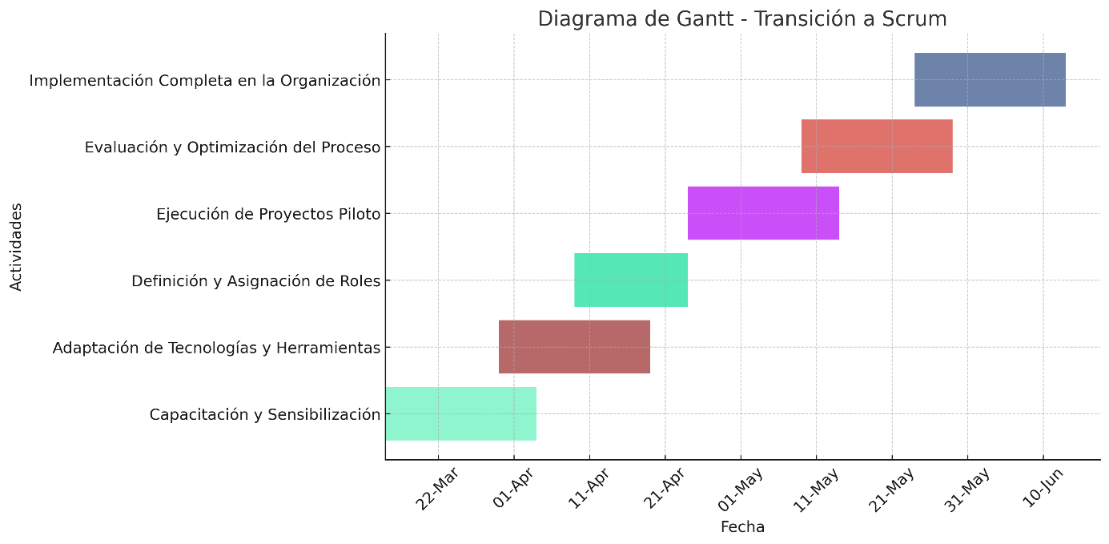 Diagrama de Gantt - Transición a Scrum
Actividades
Implementación Completa en la Organización
Evaluación y Optimización del Proceso
Ejecución de Proyectos Piloto
Definición y Asignación de Roles
Adaptación de Tecnologías y Herramientas
Capacitación y Sensibilización
22-Mar
01-Apr
11-Apr
21-Apr
01-May
11-May
21-May
31-May
10-Jun
Fecha